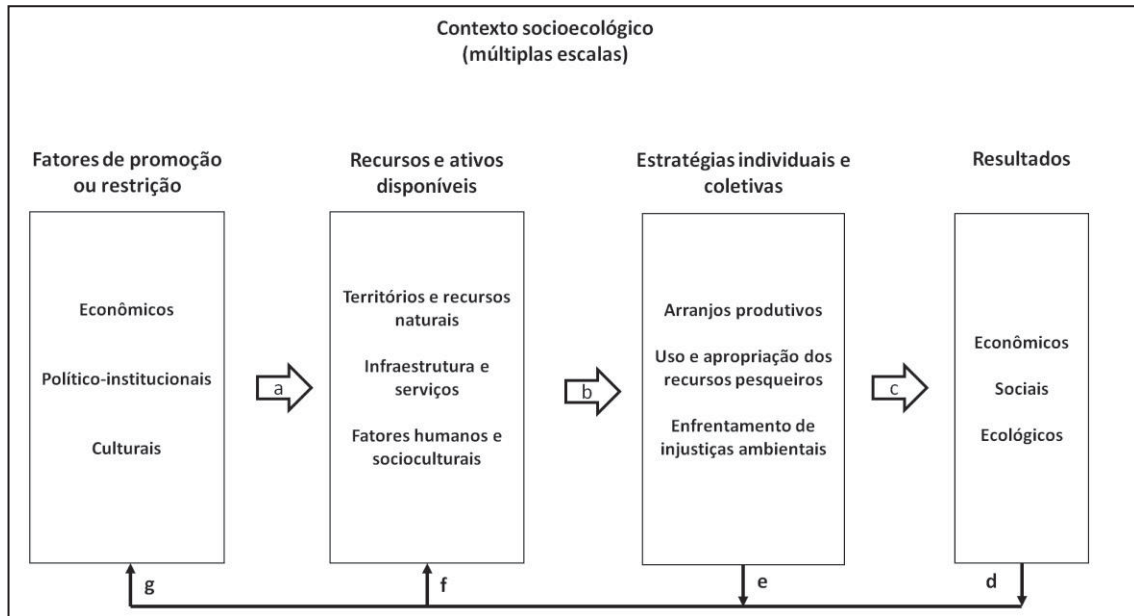 Contexto socioecológico
(múltiplas escalas)
Fatores de promoção
ou restrição
Recursos e ativos
disponíveis
Estratégias individuais e
coletivas
Resultados
Econômicos
Político-institucionais
Culturais
a
Territórios e recursos
naturais
Infraestrutura e
serviços
Fatores humanos e
socioculturais
b
Arranjos produtivos
Uso e apropriação dos
recursos pesqueiros
Enfrentamento de
injustiças ambientais
c
Econômicos
Sociais
Ecológicos
g
f
e
d